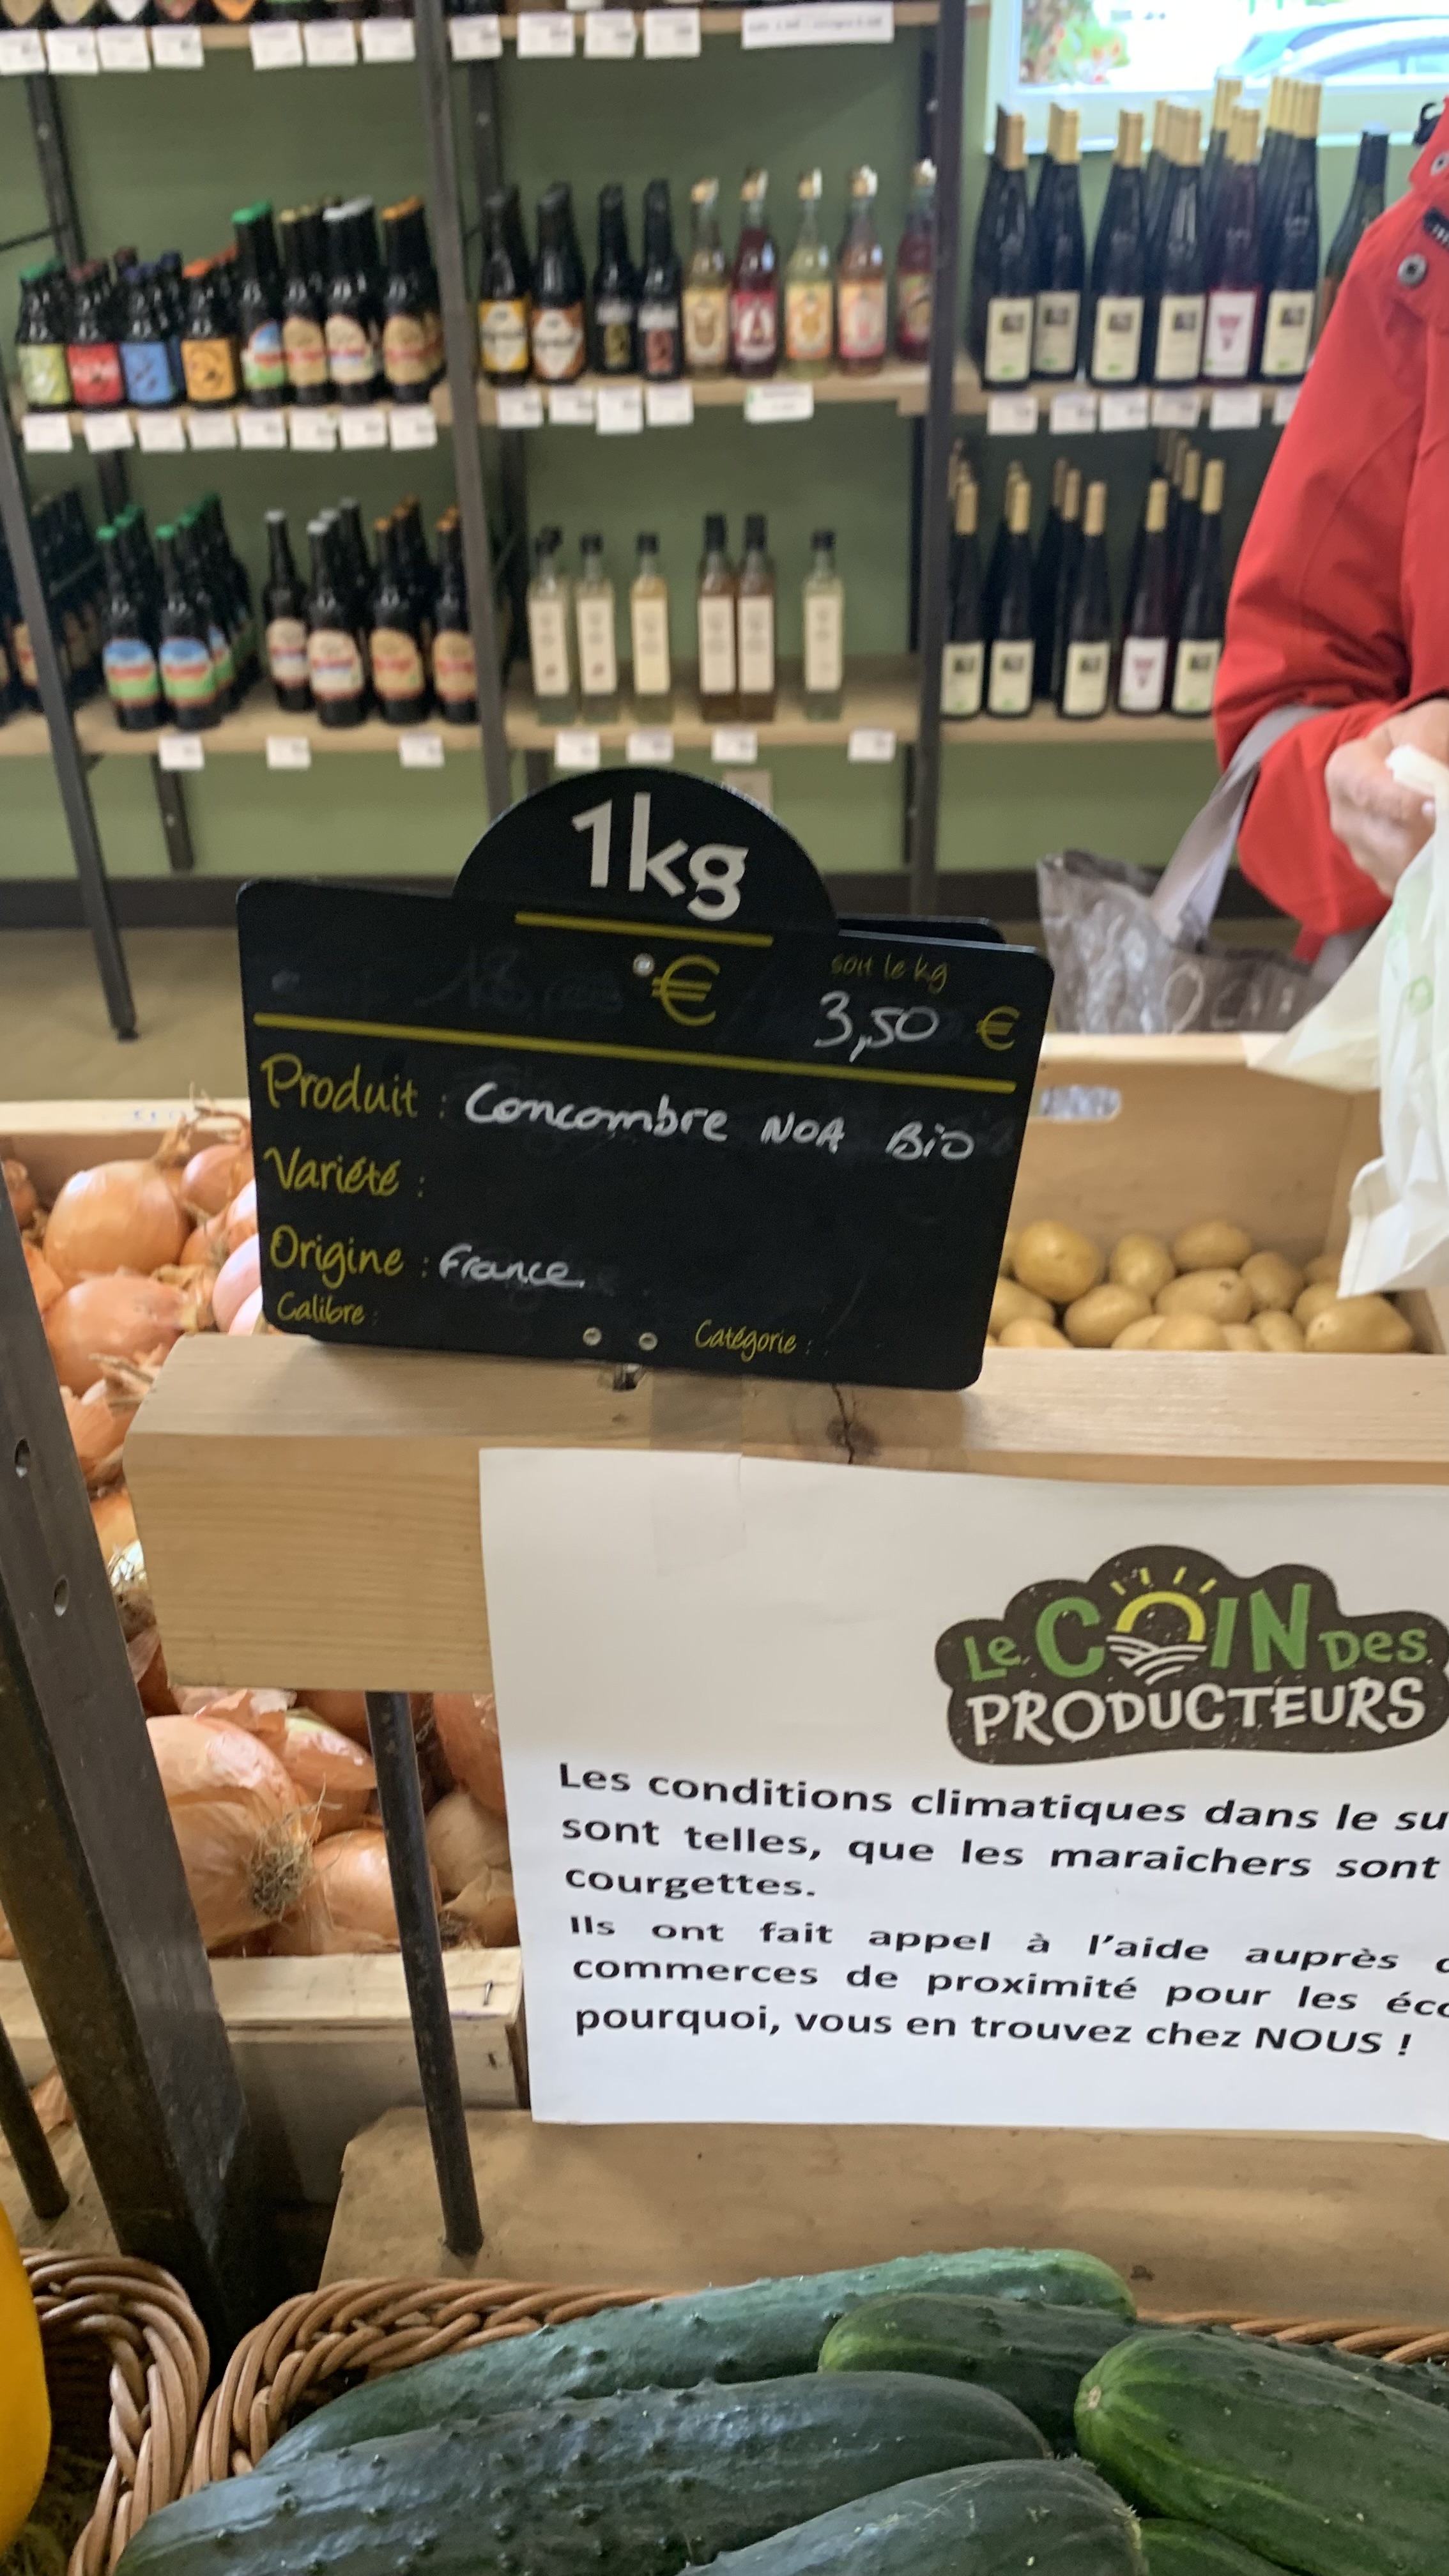 1kg
€
soit le kg
3,50 €
Produit : Concombre NOA Bio
Variété :
Origine : France
Calibre :
Catégorie :
Le COIN Des
PRODUCTEURS
Les conditions climatiques dans le su
sont telles, que les maraichers sont
courgettes.
Ils ont fait appel à l'aide auprès
commerces de proximité pour les éco
pourquoi, vous en trouvez chez NOUS !